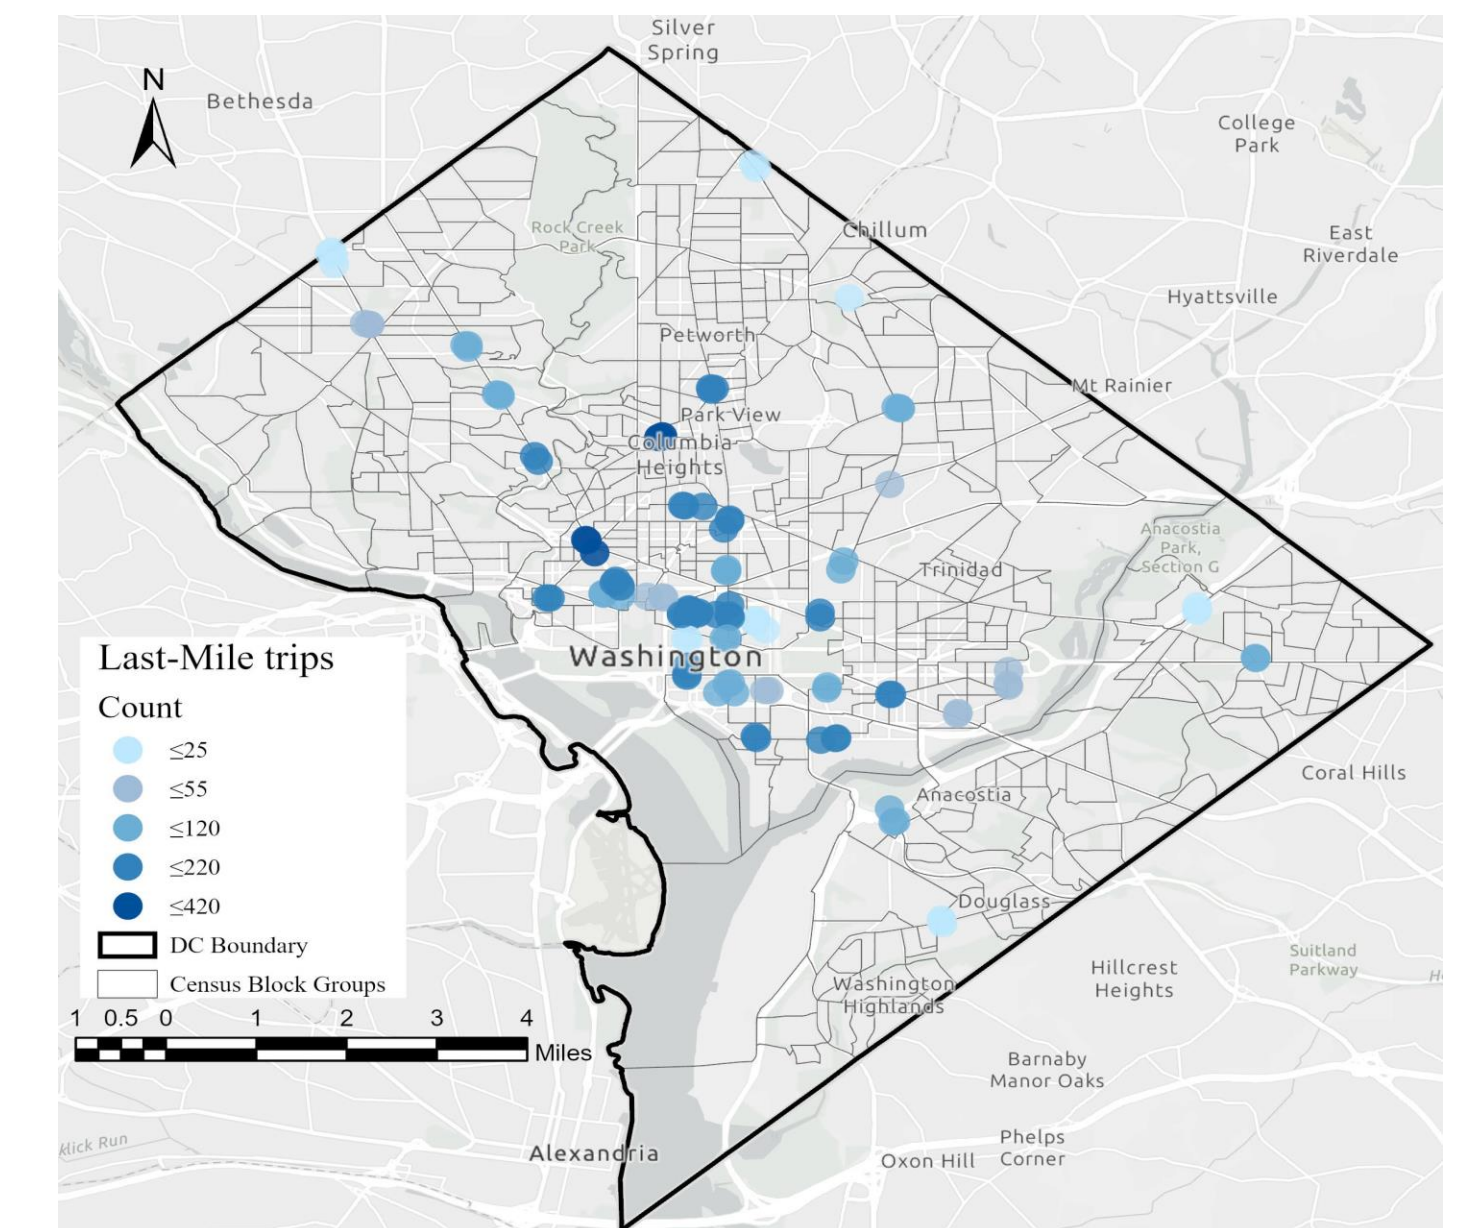 Silver
Spring
N
Bethesda
College
Park
Rock Creek
Park
Chillum
East
Riverdale
Hyattsville
Petworth
Mt Rainier
Park View
Columbia
Heights
Anacostia
Park,
Section G
Trinidad
Washington
Last-Mile trips
Count
≤25
≤55
≤120
≤220
≤420
DC Boundary
Census Block Groups
Coral Hills
Anacostia
Douglass
Suitland
Parkway
Hillcrest
Heights
Washington
Highlands
1 0.5 0 1 2 3 4
Miles
Barnaby
Manor Oaks
Phelps
Corner
Oxon Hill
Alexandria
Run